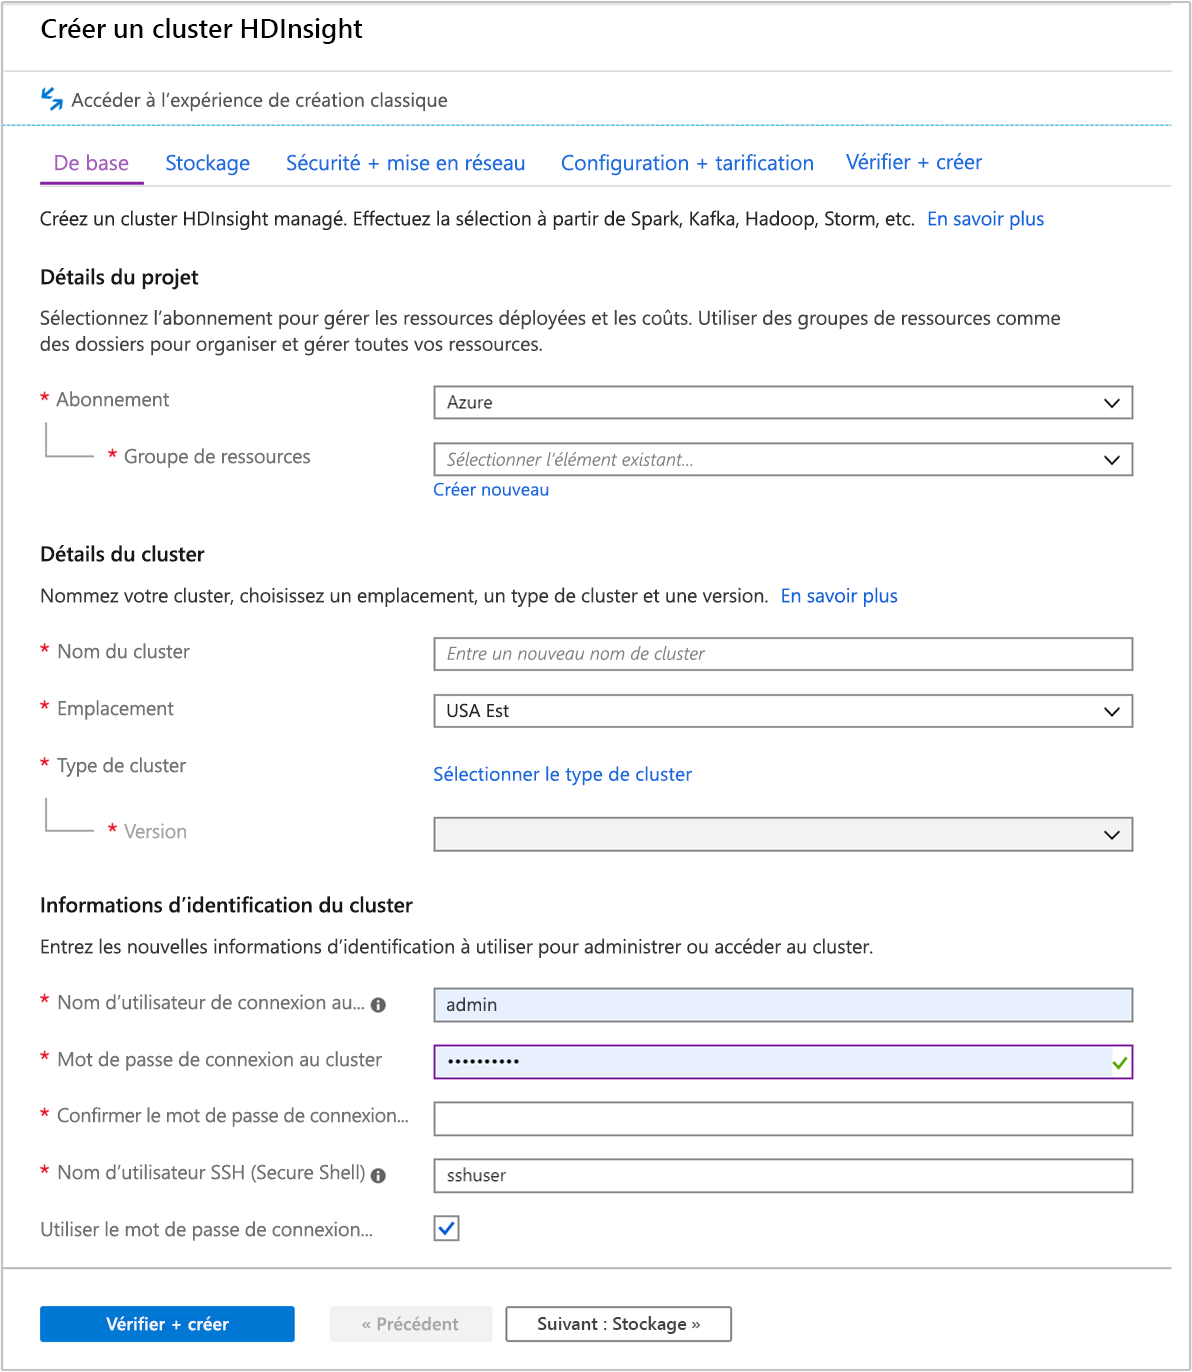 Créer un cluster HDInsight
Accéder à l’expérience de création classique
De base Stockage Sécurité + mise en réseau Configuration + tarification Vérifier + créer
Créez un cluster HDInsight managé. Effectuez la sélection à partir de Spark, Kafka, Hadoop, Storm, etc. En savoir plus
Détails du projet
Sélectionnez l’abonnement pour gérer les ressources déployées et les coûts. Utiliser des groupes de ressources comme
des dossiers pour organiser et gérer toutes vos ressources.
* Abonnement Azure
* Groupe de ressources Sélectionner l’élément existant...
Créer nouveau
Détails du cluster
Nommez votre cluster, choisissez un emplacement, un type de cluster et une version. En savoir plus
* Nom du cluster Entre un nouveau nom de cluster
* Emplacement USA Est
* Type de cluster Sélectionner le type de cluster
* Version
Informations d’identification du cluster
Entrez les nouvelles informations d’identification à utiliser pour administrer ou accéder au cluster.
* Nom d’utilisateur de connexion au... admin
* Mot de passe de connexion au cluster ••••••••••
* Confirmer le mot de passe de connexion...
* Nom d’utilisateur SSH (Secure Shell) sshuser
Utiliser le mot de passe de connexion...
Vérifier + créer « Précédent Suivant : Stockage »